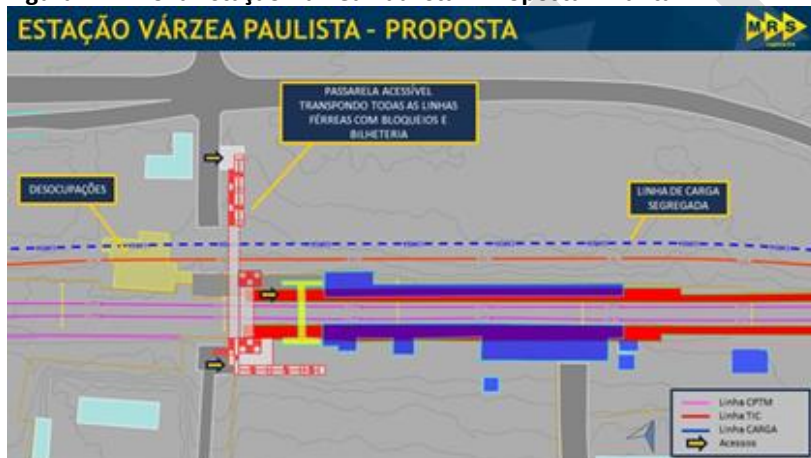 ESTAÇÃO VÁRZEA PAULISTA - PROPOSTA
MRS
PASSARELA ACESSÍVEL
TRANSPONDO TODAS AS LINHAS
FÉRREAS COM BLOQUEIOS E
BILHETERIA
DESOCUPAÇÕES
LINHA DE CARGA
SEGREGADA
Linha CPTM
Linha TIC
Linha CARGA
Acessos